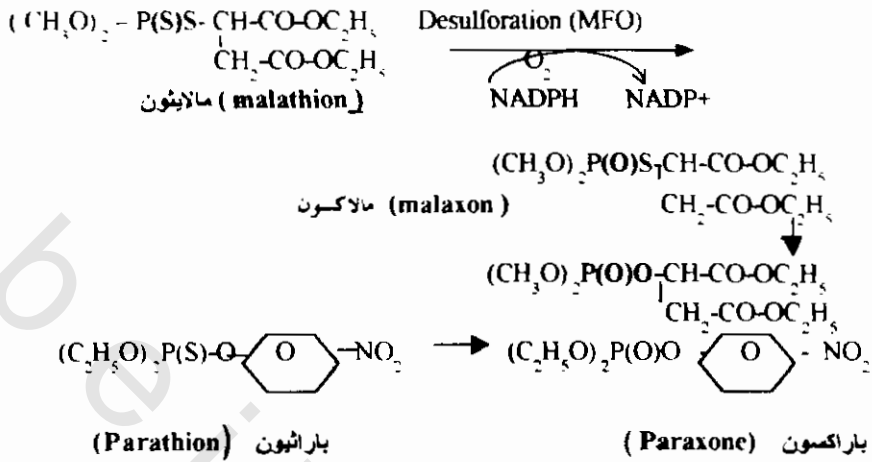 (CH₃O)₂ – P(S)S- CH-CO-OC₂H₅ Desulforation (MFO)
CH₂-CO-OC₂H₅ O₂
مالايثون ( malathion) NADPH NADP+
(CH₃O)₂P(O)S-CH-CO-OC₂H₅
مالاكسون (malaxon ) CH₂-CO-OC₂H₅
(CH₃O)₂P(O)O-CH-CO-OC₂H₅
CH₂-CO-OC₂H₅
(C₂H₅O)₂P(S)-O- O -NO₂ (C₂H₅O)₂P(O)O - O - NO₂
(Parathion) باراثيون ( Paraxone) باراكسون